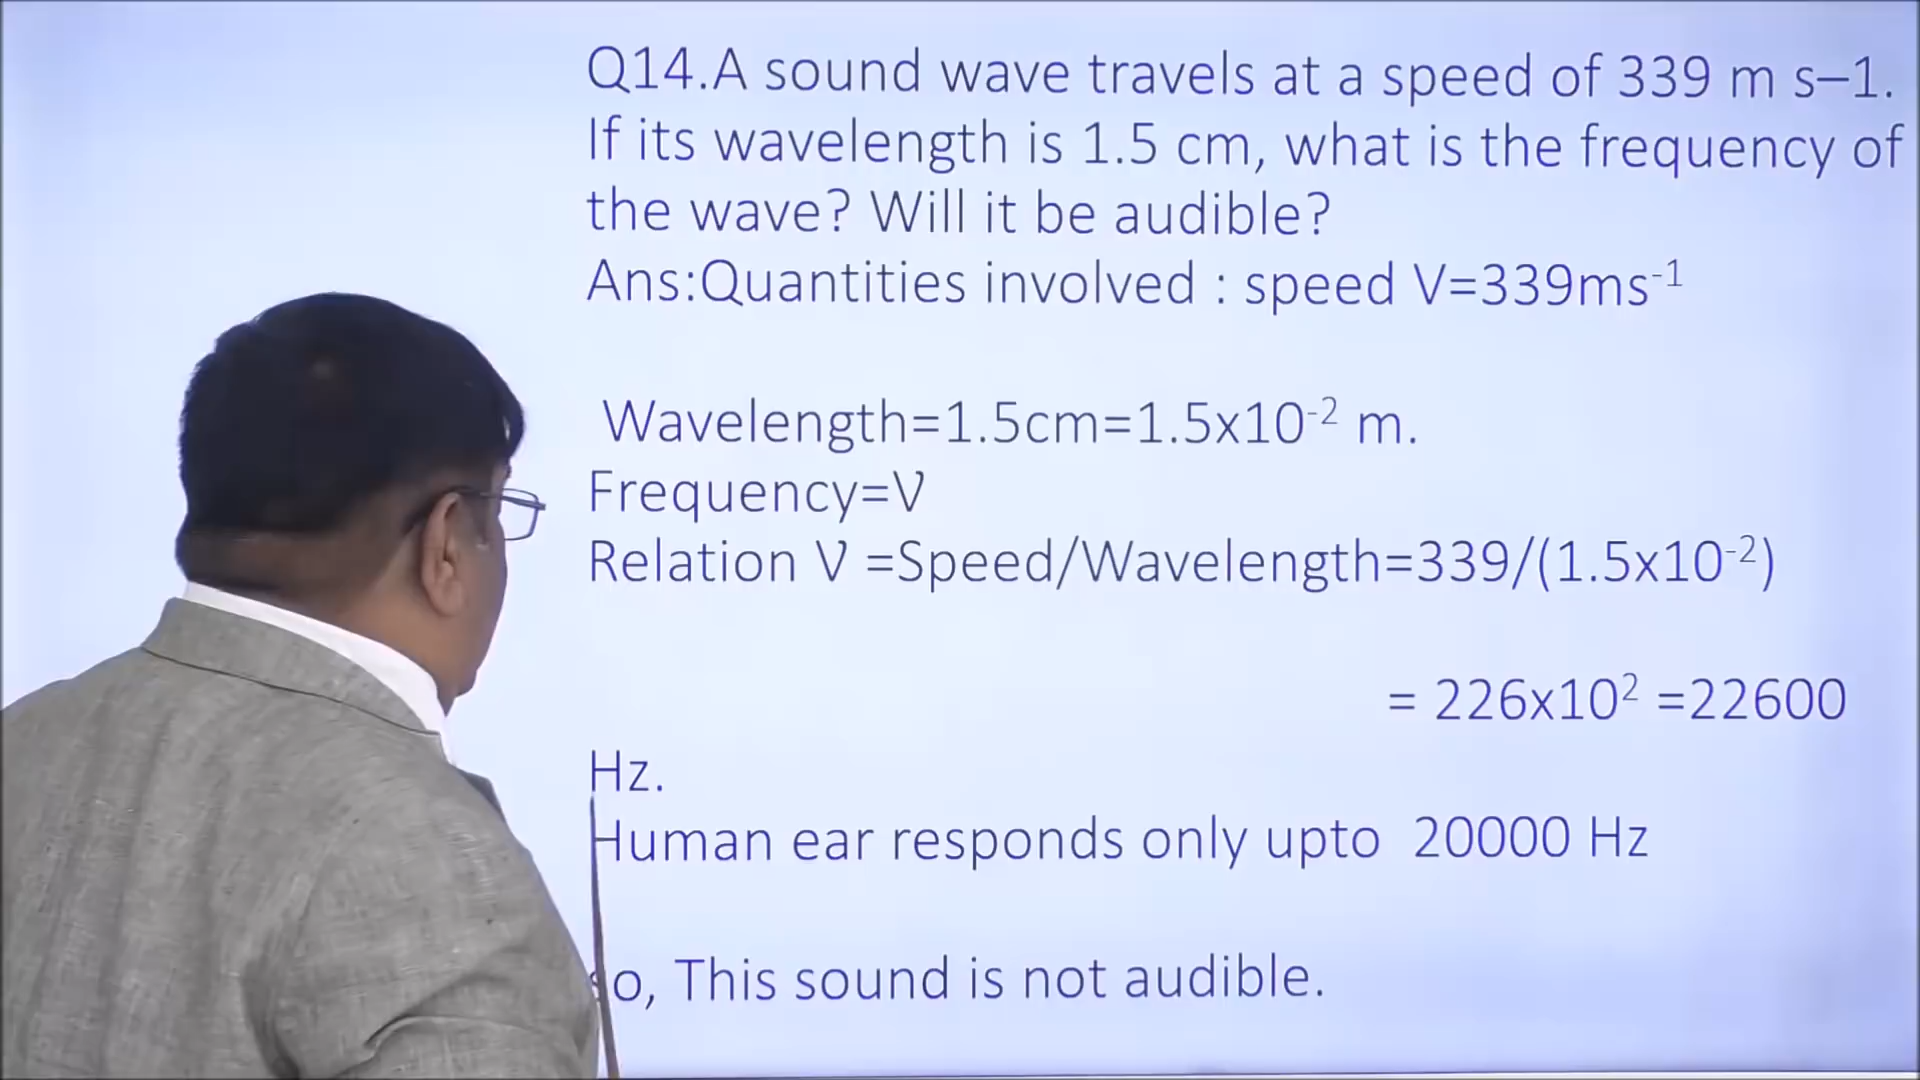 Q14.A sound wave travels at a speed of 339 m s–1.
If its wavelength is 1.5 cm, what is the frequency of
the wave? Will it be audible?
Ans:Quantities involved : speed V=339ms⁻¹
Wavelength=1.5cm=1.5x10⁻² m.
Frequency=ν
Relation ν =Speed/Wavelength=339/(1.5x10⁻²)
= 226x10² =22600
Hz.
Human ear responds only upto 20000 Hz
so, This sound is not audible.